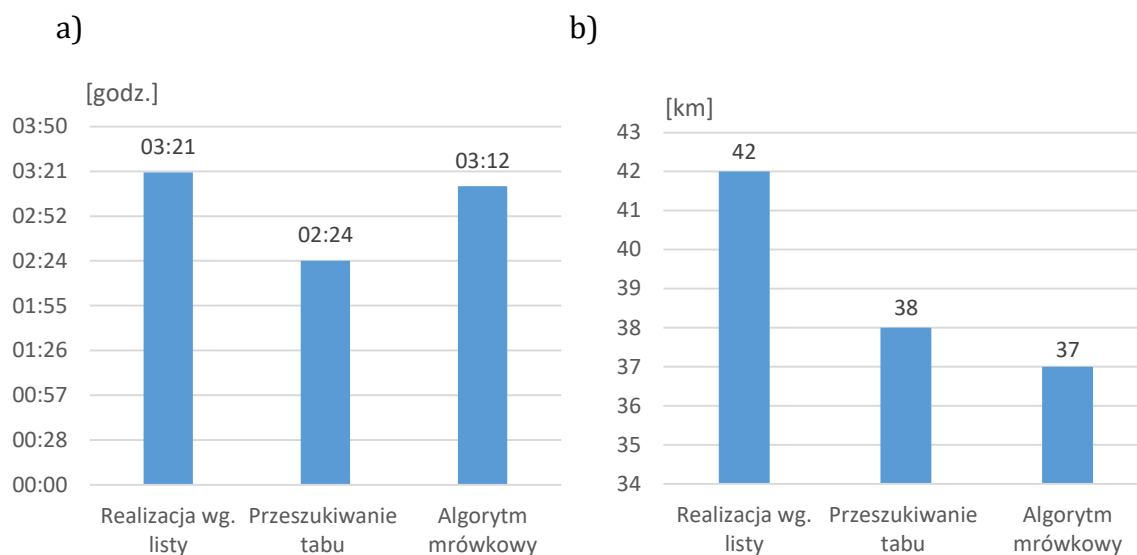 a)
[godz.]
03:50
03:21
02:52
02:24
01:55
01:26
00:57
00:28
00:00
03:21
02:24
03:12
Realizacja wg.
listy
Przeszukiwanie
tabu
Algorytm
mrówkowy
b)
[km]
43
42
41
40
39
38
37
36
35
34
42
38
37
Realizacja wg.
listy
Przeszukiwanie
tabu
Algorytm
mrówkowy